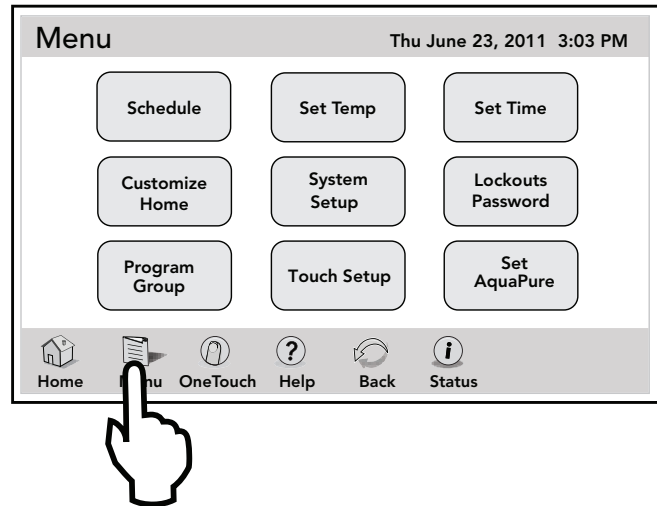 Menu Thu June 23, 2011 3:03 PM
Schedule Set Temp Set Time
Customize Home System Setup Lockouts Password
Program Group Touch Setup Set AquaPure
Home Menu OneTouch Help Back Status